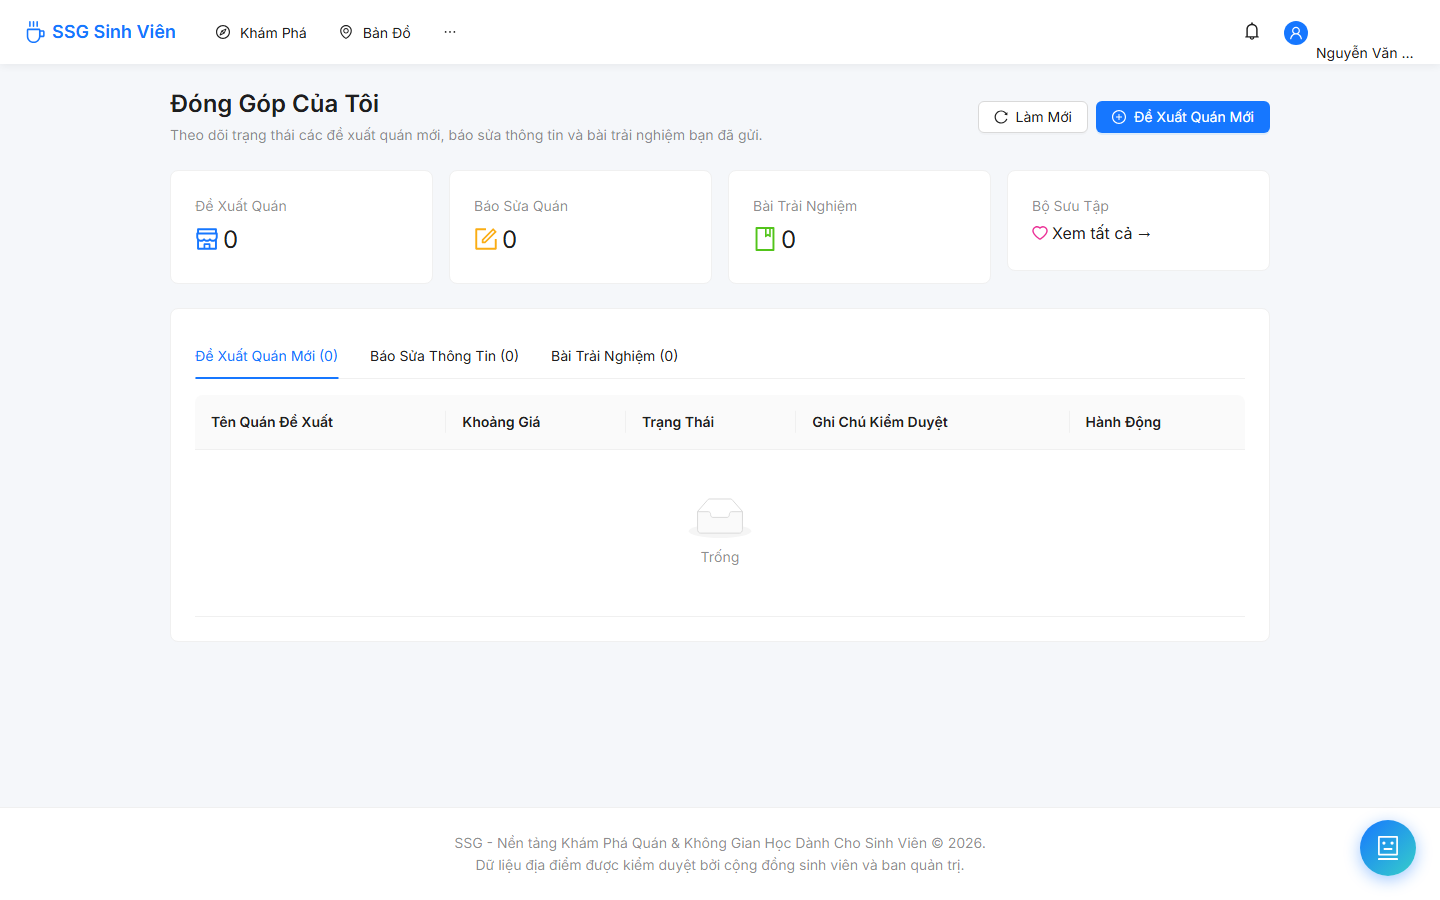 SSG Sinh Viên
Khám Phá
Bản Đồ
...
Nguyễn Văn ...
Đóng Góp Của Tôi
Theo dõi trạng thái các đề xuất quán mới, báo sửa thông tin và bài trải nghiệm bạn đã gửi.
Làm Mới
Đề Xuất Quán Mới
Đề Xuất Quán
0
Báo Sửa Quán
0
Bài Trải Nghiệm
0
Bộ Sưu Tập
Xem tất cả →
Đề Xuất Quán Mới (0)
Báo Sửa Thông Tin (0)
Bài Trải Nghiệm (0)
Tên Quán Đề Xuất
Khoảng Giá
Trạng Thái
Ghi Chú Kiểm Duyệt
Hành Động
Trống
SSG - Nền tảng Khám Phá Quán & Không Gian Học Dành Cho Sinh Viên © 2026.
Dữ liệu địa điểm được kiểm duyệt bởi cộng đồng sinh viên và ban quản trị.